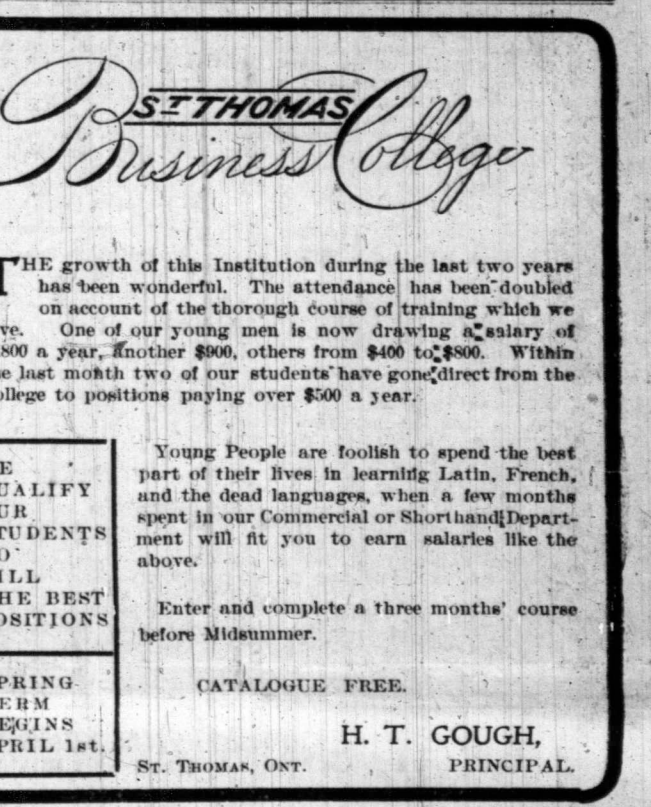 ST THOMAS
Business College
THE growth of this Institution during the last two years
has been wonderful. The attendance has been doubled
on account of the thorough course of training which we
ve. One of our young men is now drawing a salary of
800 a year, another $900, others from $400 to $800. Within
e last month two of our students have gone direct from the
ollege to positions paying over $500 a year.
E
UALIFY
UR
TUDENTS
O
ILL
HE BEST
OSITIONS
PRING
ERM
EGINS
PRIL 1st.
Young People are foolish to spend the best
part of their lives in learning Latin, French,
and the dead languages, when a few months
spent in our Commercial or Shorthand Depart-
ment will fit you to earn salaries like the
above.
Enter and complete a three months' course
before Midsummer.
CATALOGUE FREE.
H. T. GOUGH,
ST. THOMAS, ONT. PRINCIPAL.